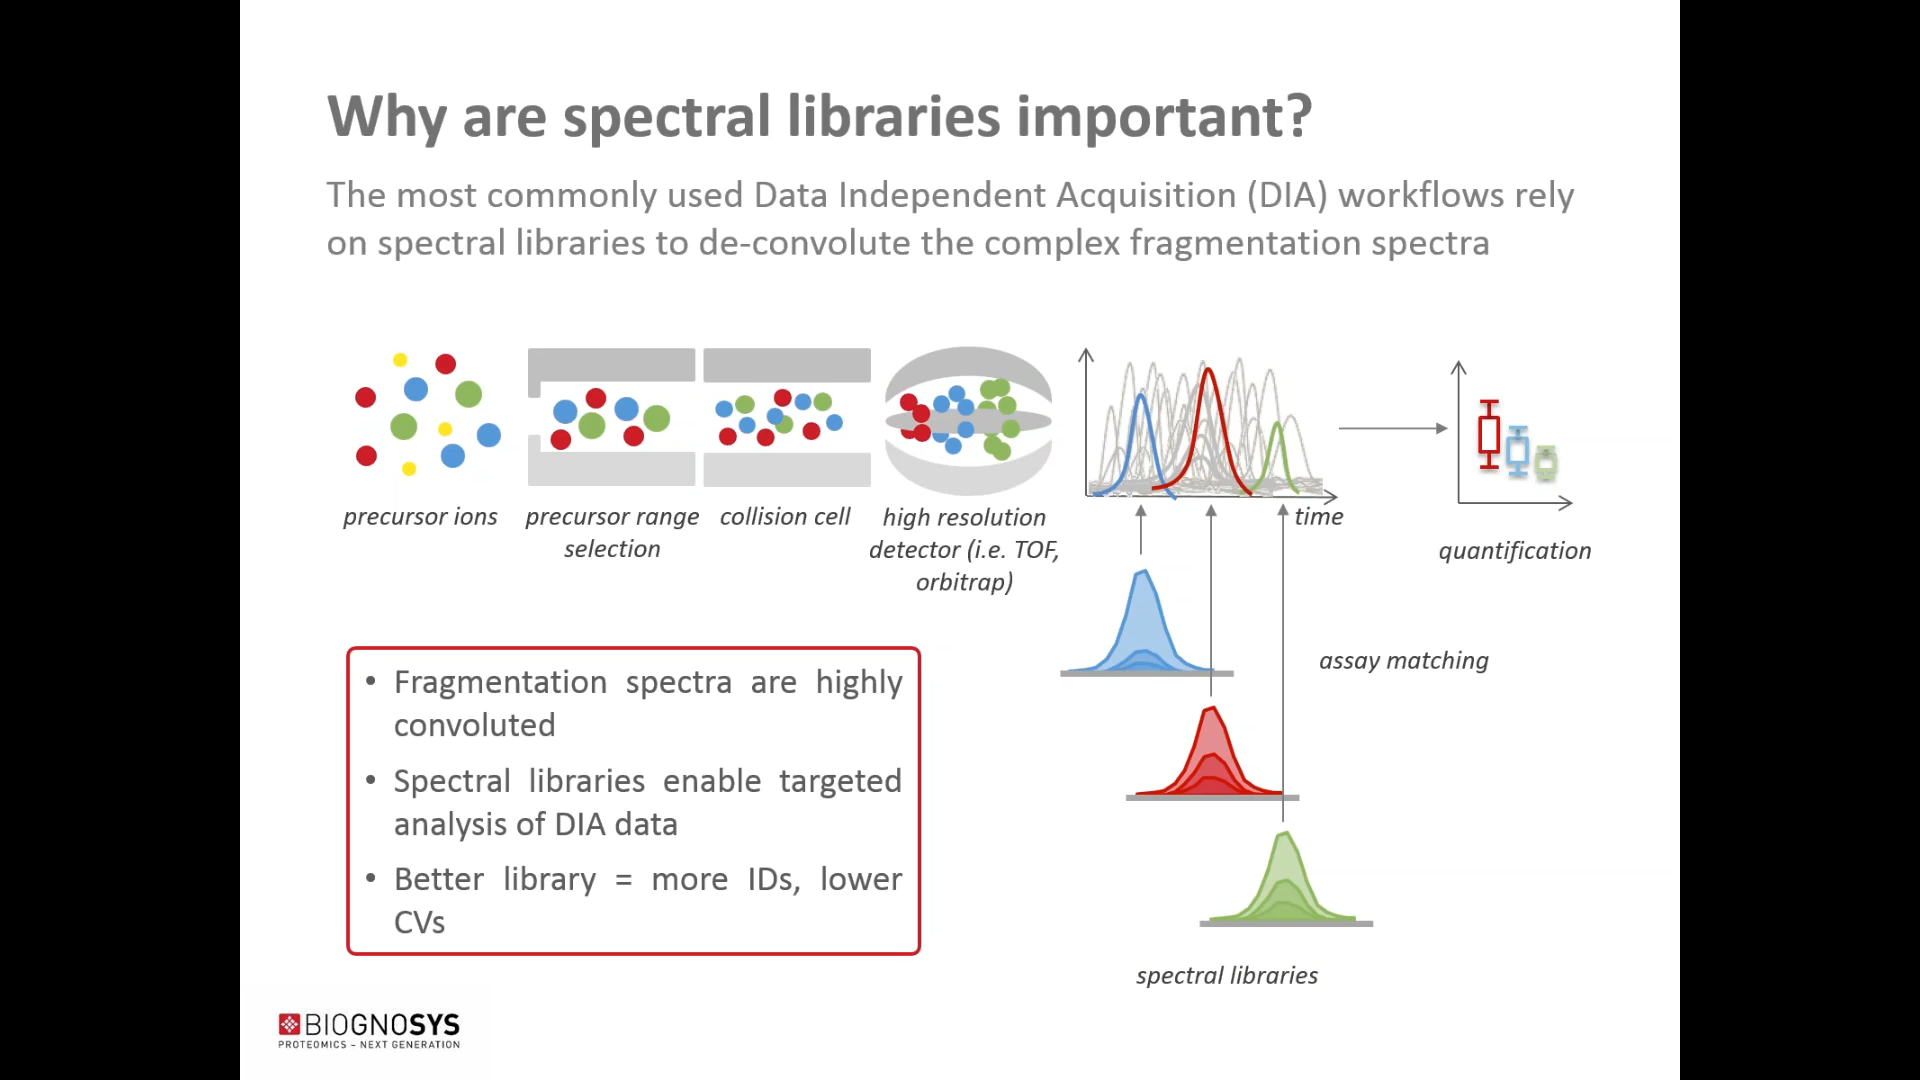 Why are spectral libraries important?
The most commonly used Data Independent Acquisition (DIA) workflows rely
on spectral libraries to de-convolute the complex fragmentation spectra
precursor ions
precursor range
selection
collision cell
high resolution
detector (i.e. TOF,
orbitrap)
time
quantification
assay matching
• Fragmentation spectra are highly
convoluted
• Spectral libraries enable targeted
analysis of DIA data
• Better library = more IDs, lower
CVs
spectral libraries
BIOGNOSYS
PROTEOMICS – NEXT GENERATION